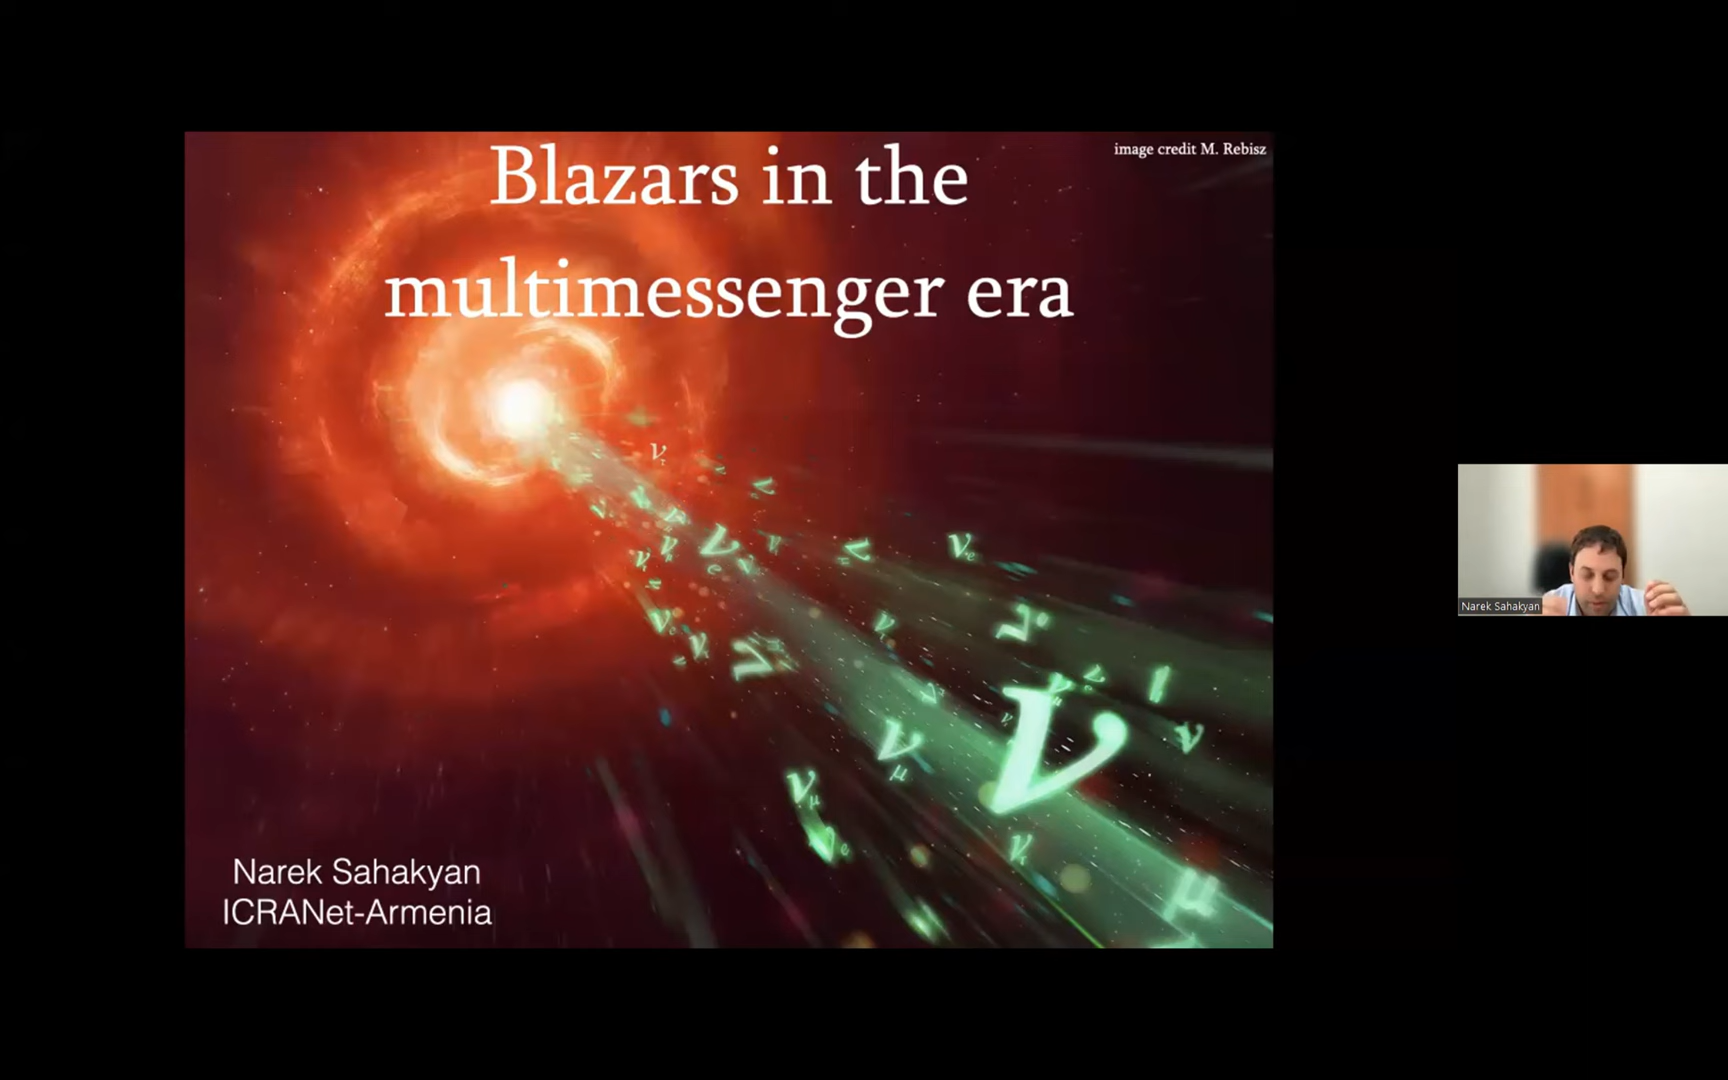 image credit M. Rebisz
Blazars in the
multimessenger era
Narek Sahakyan
ICRANet-Armenia
Narek Sahakyan